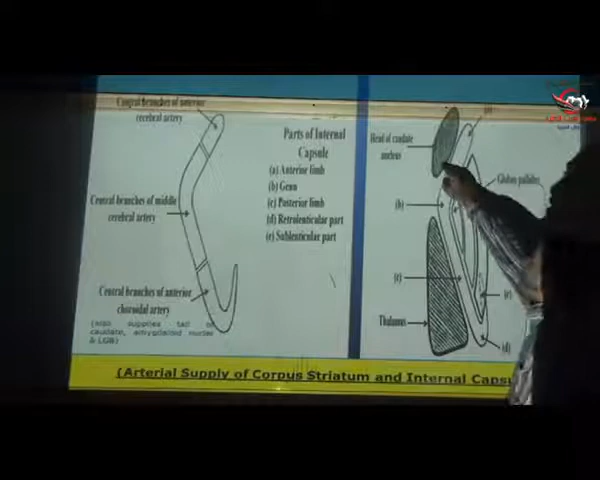 Central branches of anterior
cerebral artery
Central branches of middle
cerebral artery
Central branches of anterior
choroidal artery
(also supplies tail of
caudate, amygdaloid nucleus
& LGB)
Parts of Internal
Capsule
(a) Anterior limb
(b) Genu
(c) Posterior limb
(d) Retrolenticular part
(e) Sublenticular part
Head of caudate
nucleus
Globus pallidus
(b)
(c)
(e)
Thalamus
(d)
(Arterial Supply of Corpus Striatum and Internal Capsu